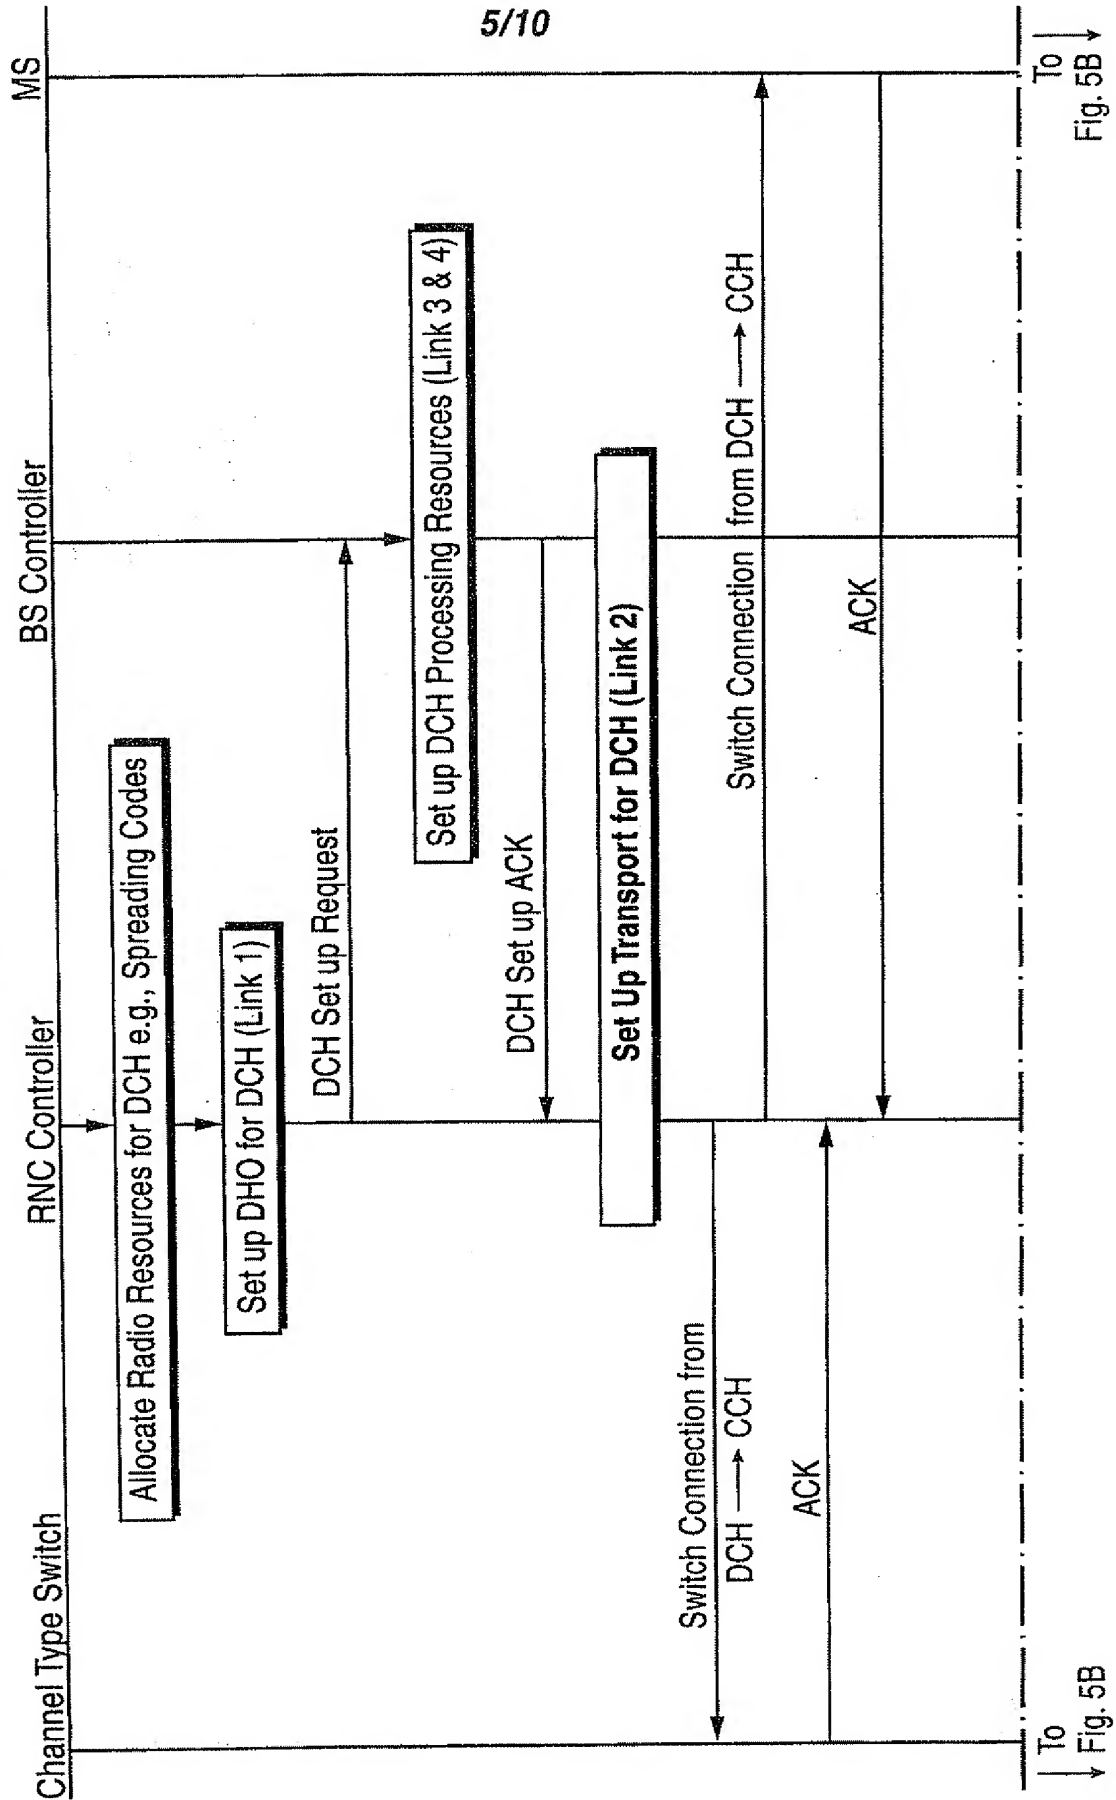 5/10
Channel Type Switch
RNC Controller
BS Controller
MS
Allocate Radio Resources for DCH e.g., Spreading Codes
Set up DHO for DCH (Link 1)
DCH Set up Request
Set up DCH Processing Resources (Link 3 & 4)
DCH Set up ACK
Set Up Transport for DCH (Link 2)
Switch Connection from
DCH → CCH
Switch Connection from DCH → CCH
ACK
ACK
To
Fig. 5B
To
Fig. 5B